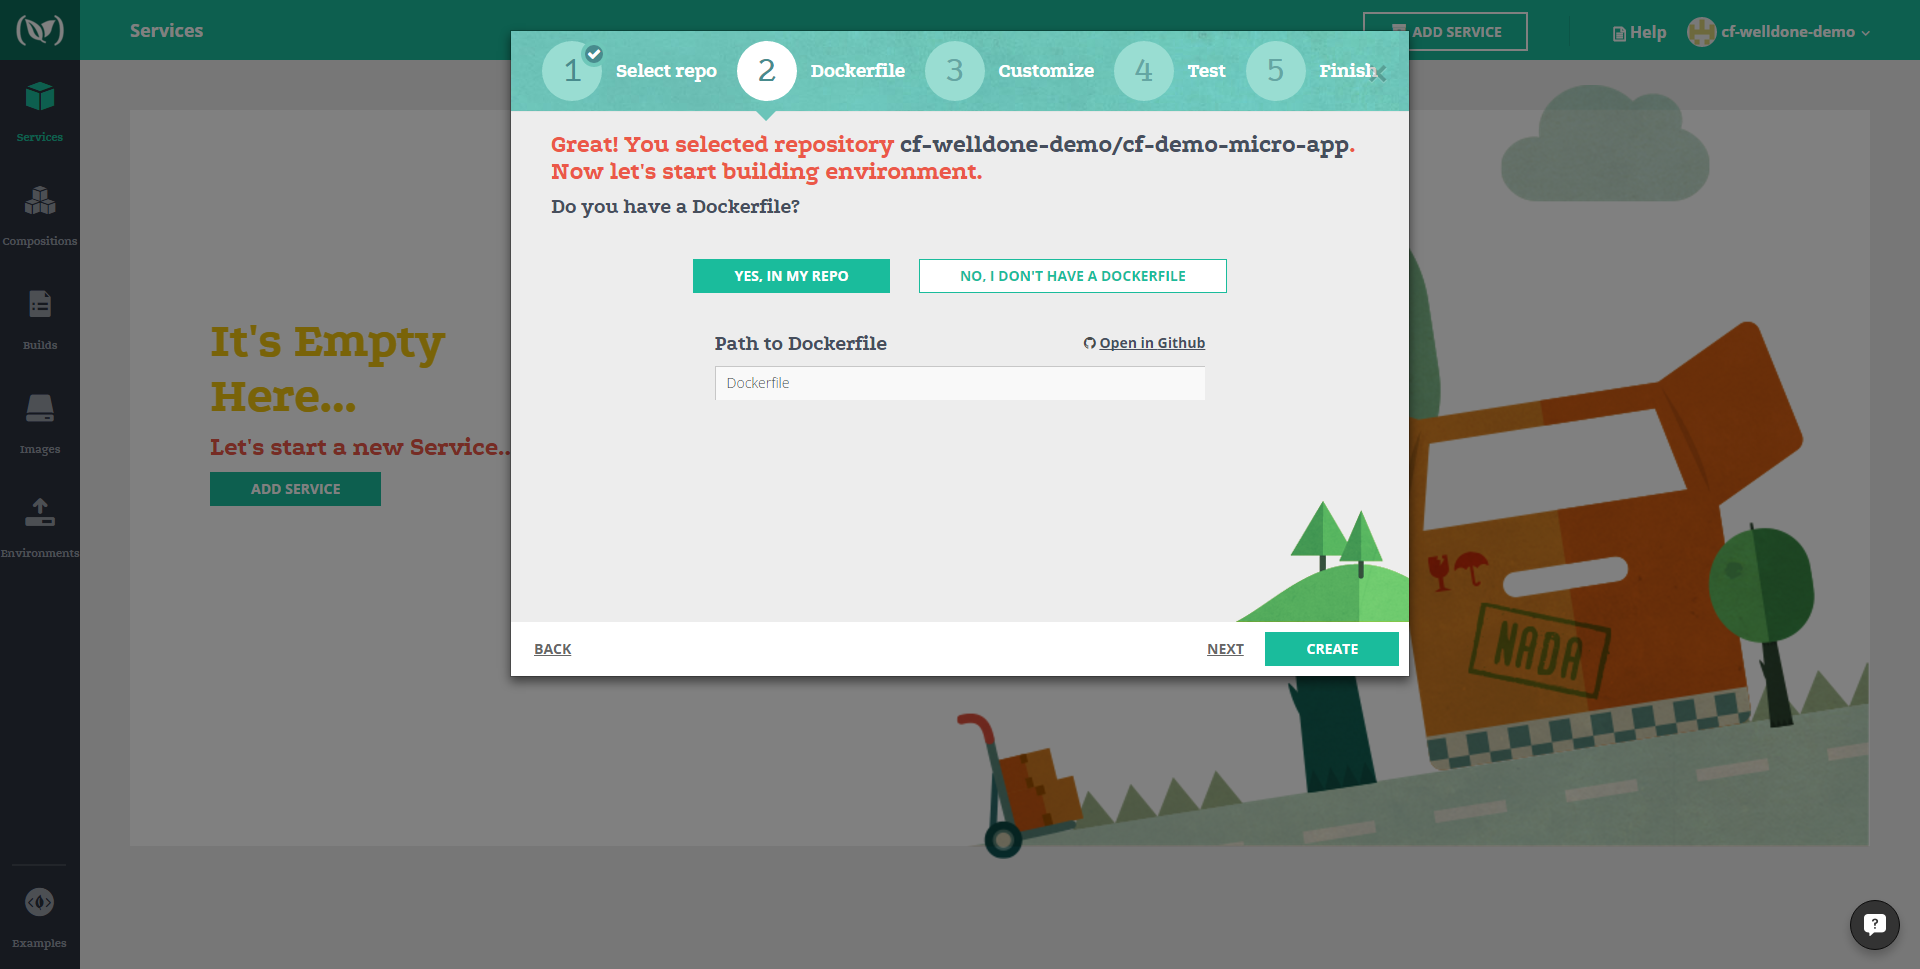 Services
ADD SERVICE
Help
cf-welldone-demo
Services
Compositions
Builds
Images
Environments
Examples
It's Empty
Here...
Let's start a new Service..
ADD SERVICE
1
Select repo
2
Dockerfile
3
Customize
4
Test
5
Finish
Great! You selected repository cf-welldone-demo/cf-demo-micro-app.
Now let's start building environment.
Do you have a Dockerfile?
YES, IN MY REPO
NO, I DON'T HAVE A DOCKERFILE
Path to Dockerfile
Open in Github
Dockerfile
BACK
NEXT
CREATE
NADA